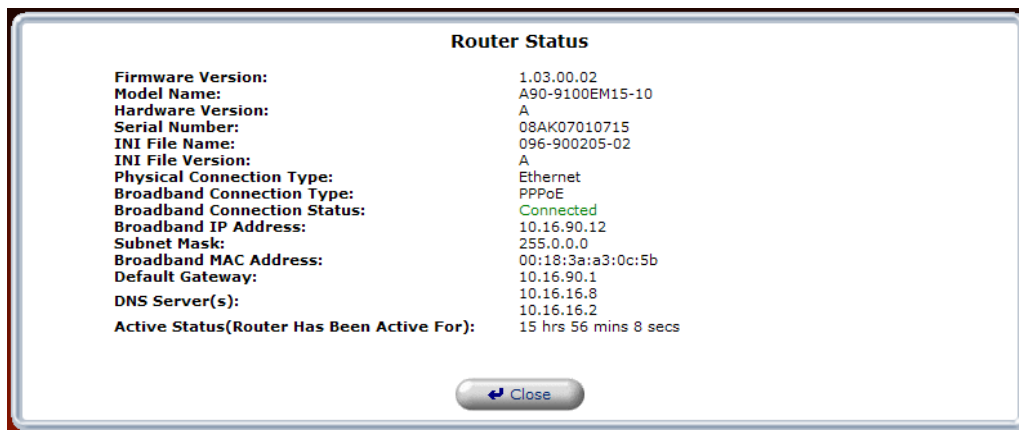 Router Status
Firmware Version: 1.03.00.02
Model Name: A90-9100EM15-10
Hardware Version: A
Serial Number: 08AK07010715
INI File Name: 096-900205-02
INI File Version: A
Physical Connection Type: Ethernet
Broadband Connection Type: PPPoE
Broadband Connection Status: Connected
Broadband IP Address: 10.16.90.12
Subnet Mask: 255.0.0.0
Broadband MAC Address: 00:18:3a:a3:0c:5b
Default Gateway: 10.16.90.1
DNS Server(s): 10.16.16.8
10.16.16.2
Active Status(Router Has Been Active For): 15 hrs 56 mins 8 secs
Close